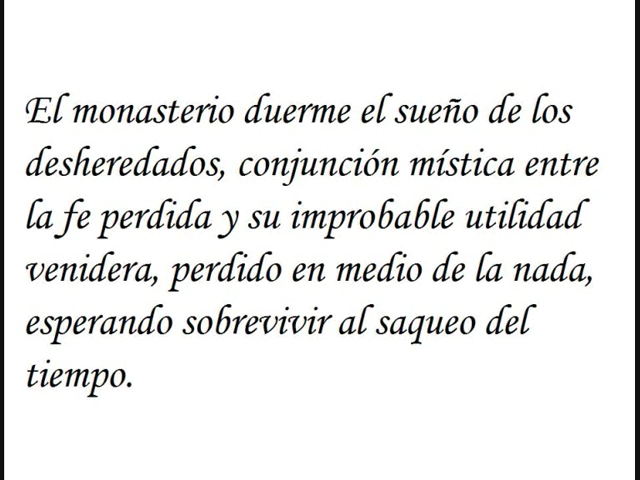 El monasterio duerme el sueño de los
desheredados, conjunción mística entre
la fe perdida y su improbable utilidad
venidera, perdido en medio de la nada,
esperando sobrevivir al saqueo del
tiempo.